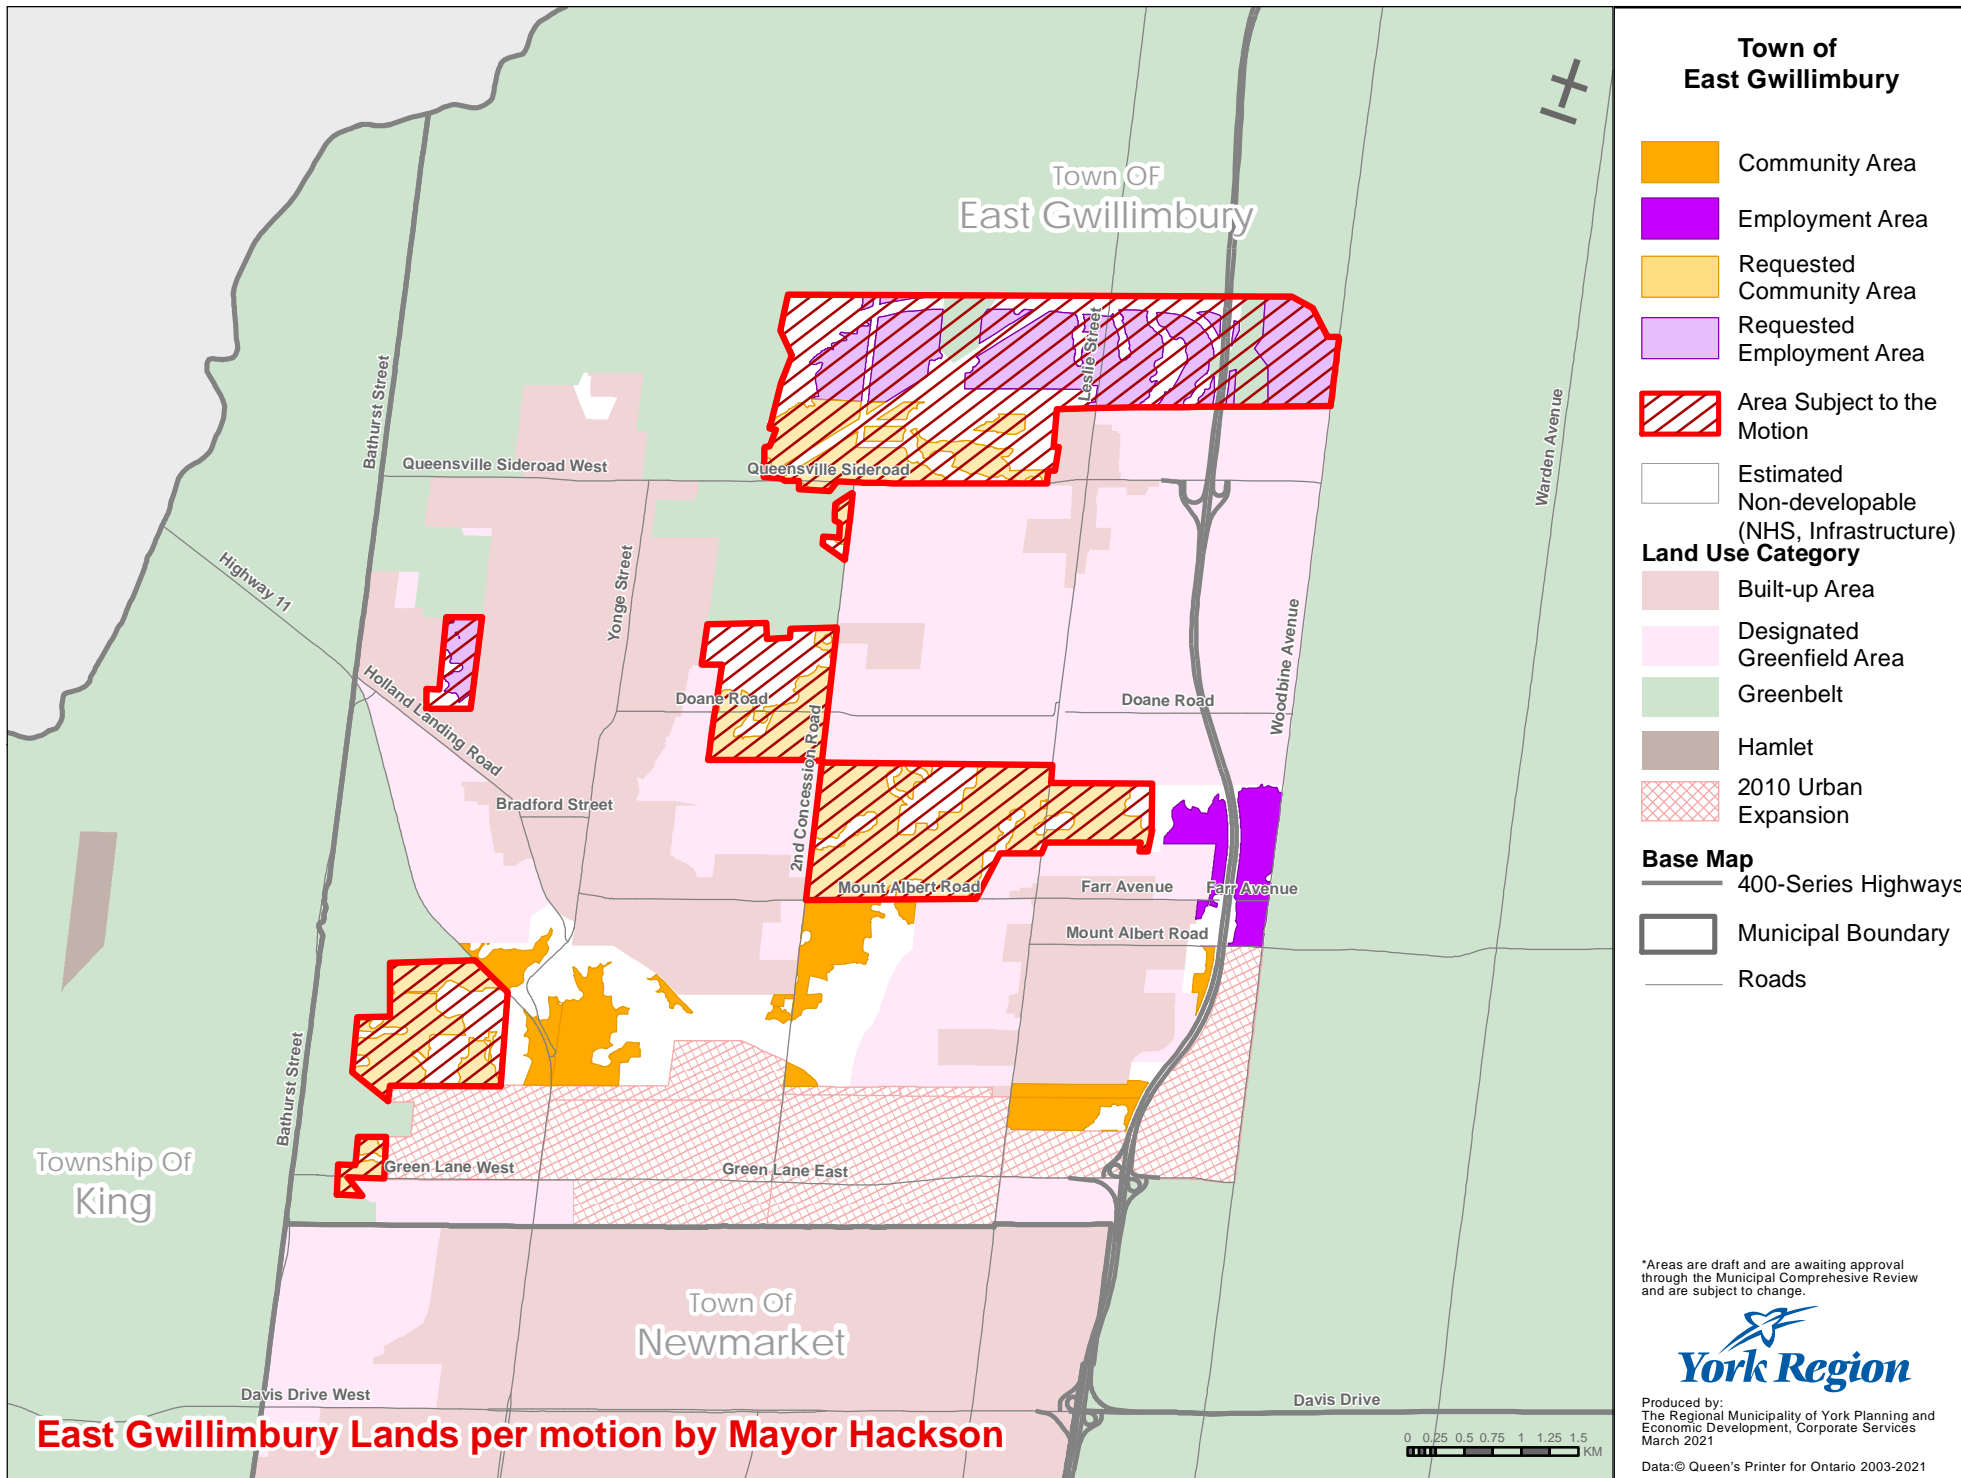 Town of
East Gwillimbury
Community Area
Employment Area
Requested
Community Area
Requested
Employment Area
Area Subject to the
Motion
Estimated
Non-developable
(NHS, Infrastructure)
Land Use Category
Built-up Area
Designated
Greenfield Area
Greenbelt
Hamlet
2010 Urban
Expansion
Base Map
400-Series Highways
Municipal Boundary
Roads
*Areas are draft and are awaiting approval
through the Municipal Comprehesive Review
and are subject to change.
York Region
Produced by:
The Regional Municipality of York Planning and
Economic Development, Corporate Services
March 2021
Data:© Queen's Printer for Ontario 2003-2021
Town OF
East Gwillimbury
Bathurst Street
Leslie Street
Warden Avenue
Queensville Sideroad West
Queensville Sideroad
Highway 11
Yonge Street
Woodbine Avenue
Holland Landing Road
Doane Road
Doane Road
2nd Concession Road
Bradford Street
Mount Albert Road
Farr Avenue
Farr Avenue
Mount Albert Road
Bathurst Street
Township Of
King
Green Lane West
Green Lane East
Town Of
Newmarket
Davis Drive West
Davis Drive
East Gwillimbury Lands per motion by Mayor Hackson
0 0.25 0.5 0.75 1 1.25 1.5
KM